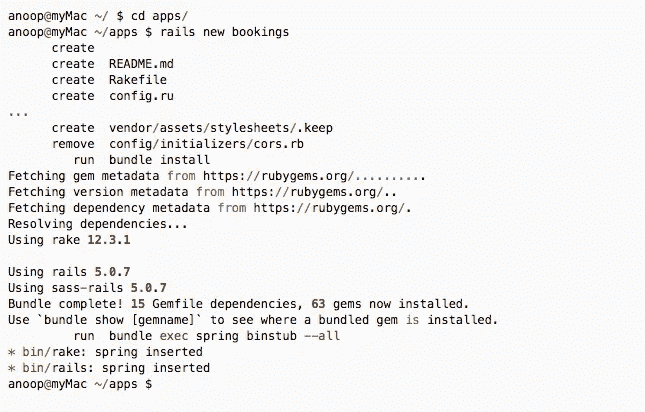 anoop@myMac ~/ $ cd apps/
anoop@myMac ~/apps $ rails new bookings
create
create README.md
create Rakefile
create config.ru
...
create vendor/assets/stylesheets/.keep
remove config/initializers/cors.rb
run bundle install
Fetching gem metadata from https://rubygems.org/..........
Fetching version metadata from https://rubygems.org/..
Fetching dependency metadata from https://rubygems.org/.
Resolving dependencies...
Using rake 12.3.1
Using rails 5.0.7
Using sass-rails 5.0.7
Bundle complete! 15 Gemfile dependencies, 63 gems now installed.
Use `bundle show [gemname]` to see where a bundled gem is installed.
run bundle exec spring binstub --all
* bin/rake: spring inserted
* bin/rails: spring inserted
anoop@myMac ~/apps $